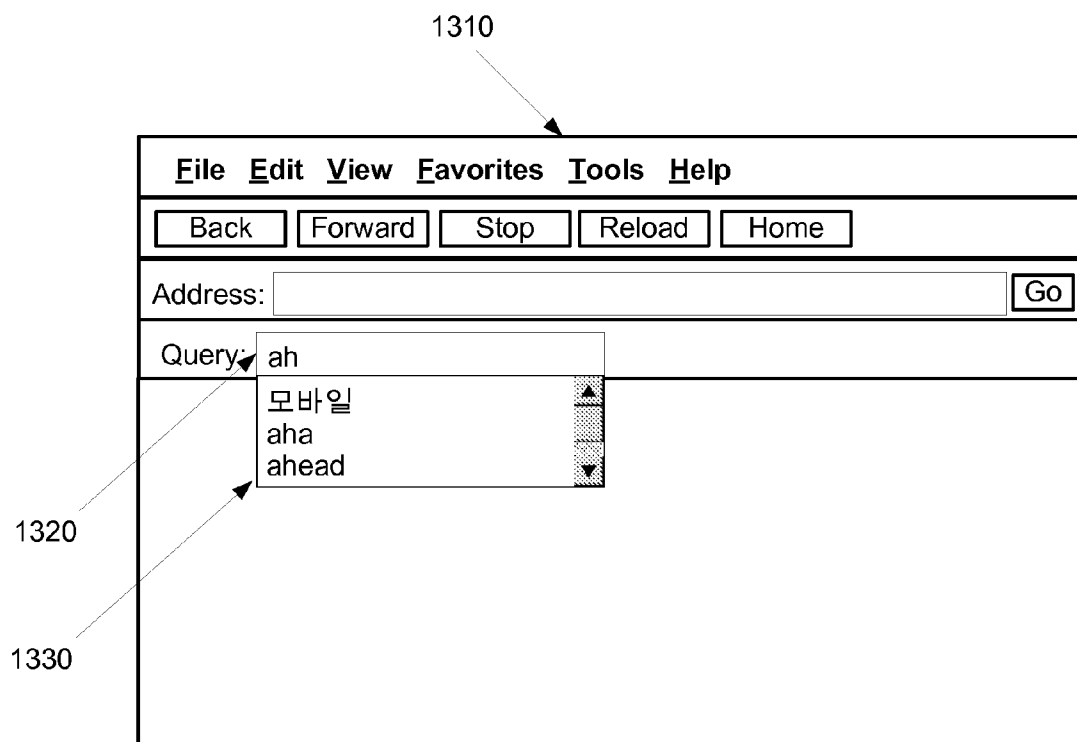 1310
File Edit View Favorites Tools Help
Back Forward Stop Reload Home
Address: Go
Query: ah
모바일
aha
ahead
1320
1330